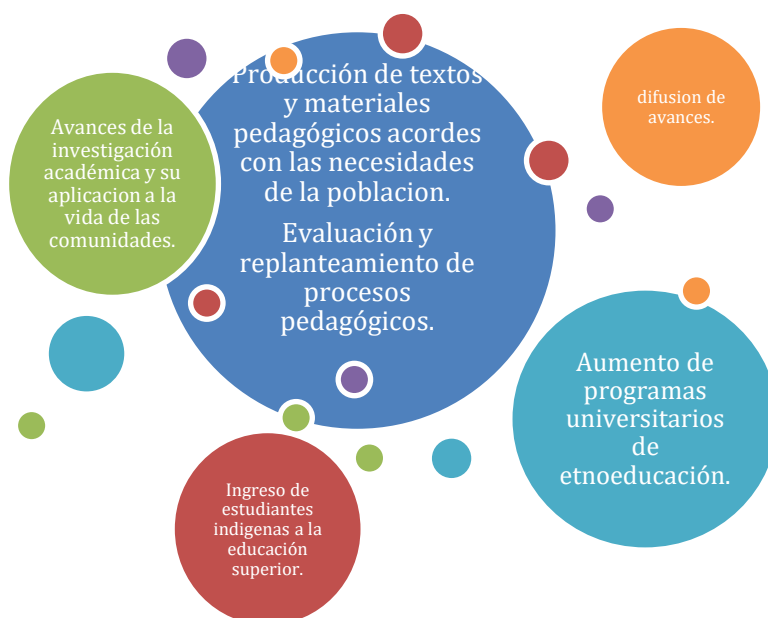 Producción de textos
y materiales
pedagógicos acordes
con las necesidades
de la poblacion.
Evaluación y
replanteamiento de
procesos
pedagógicos.
Avances de la
investigación
académica y su
aplicacion a la
vida de las
comunidades.
difusion de
avances.
Aumento de
programas
universitarios
de
etnoeducación.
Ingreso de
estudiantes
indigenas a la
educación
superior.